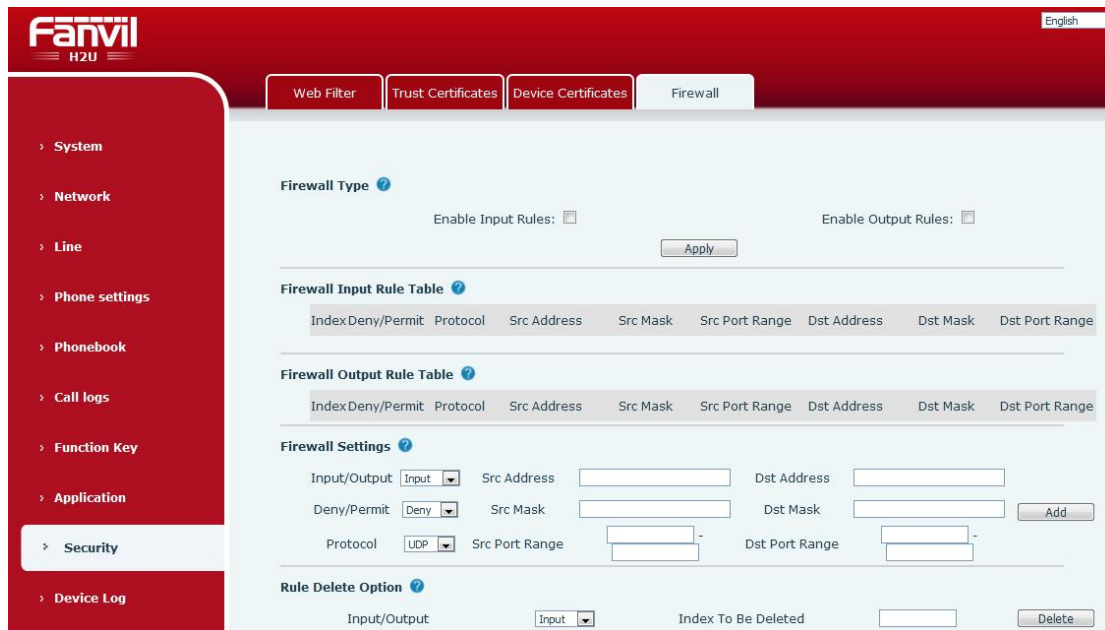 English
Fanvil
H2U
Web Filter Trust Certificates Device Certificates Firewall
› System
› Network
› Line
› Phone settings
› Phonebook
› Call logs
› Function Key
› Application
› Security
› Device Log
Firewall Type ?
Enable Input Rules: Enable Output Rules:
Apply
Firewall Input Rule Table ?
Index Deny/Permit Protocol Src Address Src Mask Src Port Range Dst Address Dst Mask Dst Port Range
Firewall Output Rule Table ?
Index Deny/Permit Protocol Src Address Src Mask Src Port Range Dst Address Dst Mask Dst Port Range
Firewall Settings ?
Input/Output Input Src Address Dst Address
Deny/Permit Deny Src Mask Dst Mask Add
Protocol UDP Src Port Range - Dst Port Range -
Rule Delete Option ?
Input/Output Input Index To Be Deleted Delete